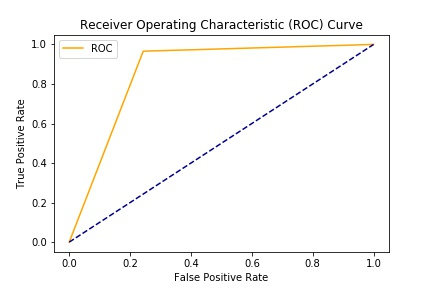 Receiver Operating Characteristic (ROC) Curve
ROC
1.0
0.8
0.6
0.4
0.2
0.0
True Positive Rate
0.0 0.2 0.4 0.6 0.8 1.0
False Positive Rate